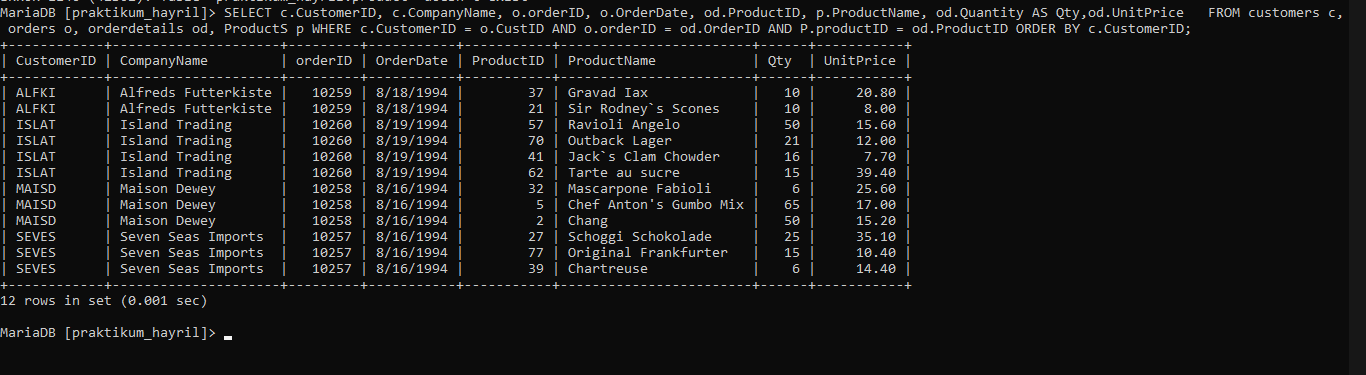 MariaDB [praktikum_hayril]> SELECT c.CustomerID, c.CompanyName, o.orderID, o.OrderDate, od.ProductID, p.ProductName, od.Quantity AS Qty,od.UnitPrice   FROM customers c,
 orders o, orderdetails od, ProductS p WHERE c.CustomerID = o.CustID AND o.orderID = od.OrderID AND P.productID = od.ProductID ORDER BY c.CustomerID;
+------------+---------------------+---------+-----------+-----------+------------------------+------+-----------+
| CustomerID | CompanyName         | orderID | OrderDate | ProductID | ProductName            | Qty  | UnitPrice |
+------------+---------------------+---------+-----------+-----------+------------------------+------+-----------+
| ALFKI      | Alfreds Futterkiste |   10259 | 8/18/1994 |        37 | Gravad Iax             |   10 |     20.80 |
| ALFKI      | Alfreds Futterkiste |   10259 | 8/18/1994 |        21 | Sir Rodney`s Scones    |   10 |      8.00 |
| ISLAT      | Island Trading      |   10260 | 8/19/1994 |        57 | Ravioli Angelo         |   50 |     15.60 |
| ISLAT      | Island Trading      |   10260 | 8/19/1994 |        70 | Outback Lager          |   21 |     12.00 |
| ISLAT      | Island Trading      |   10260 | 8/19/1994 |        41 | Jack`s Clam Chowder    |   16 |      7.70 |
| ISLAT      | Island Trading      |   10260 | 8/19/1994 |        62 | Tarte au sucre         |   15 |     39.40 |
| MAISD      | Maison Dewey        |   10258 | 8/16/1994 |        32 | Mascarpone Fabioli     |    6 |     25.60 |
| MAISD      | Maison Dewey        |   10258 | 8/16/1994 |         5 | Chef Anton's Gumbo Mix |   65 |     17.00 |
| MAISD      | Maison Dewey        |   10258 | 8/16/1994 |         2 | Chang                  |   50 |     15.20 |
| SEVES      | Seven Seas Imports  |   10257 | 8/16/1994 |        27 | Schoggi Schokolade     |   25 |     35.10 |
| SEVES      | Seven Seas Imports  |   10257 | 8/16/1994 |        77 | Original Frankfurter   |   15 |     10.40 |
| SEVES      | Seven Seas Imports  |   10257 | 8/16/1994 |        39 | Chartreuse             |    6 |     14.40 |
+------------+---------------------+---------+-----------+-----------+------------------------+------+-----------+
12 rows in set (0.001 sec)
MariaDB [praktikum_hayril]>